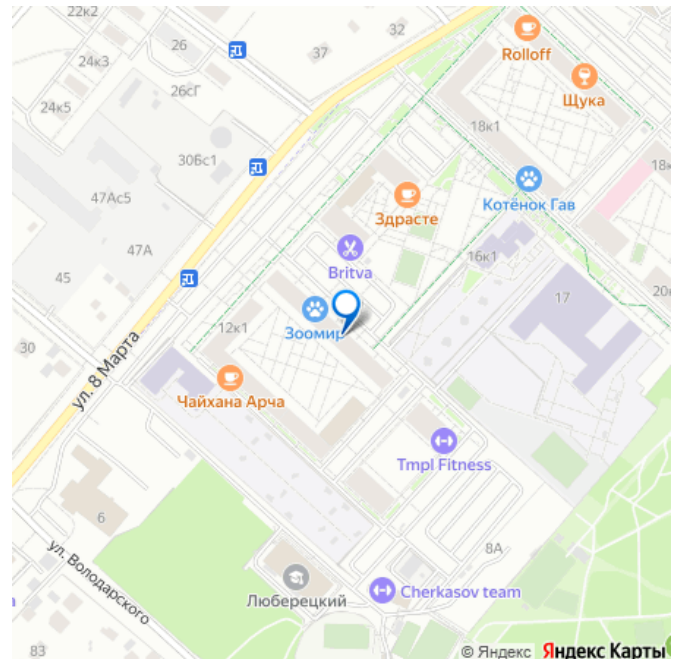 22к2
32
Rolloff
26
37
24к3
Щука
26сГ
24к5
18к1
30Бс1
18к
Котёнок Гав
47Ас5
Здрасте
47А
Britva
16к1
45
17
20к
Зоомир
12к1
30
ул. 8 Марта
Чайхана Арча
Tmpl Fitness
6
8А
ул. Володарского
Люберецкий
Cherkasov team
83
© Яндекс Яндекс Карты